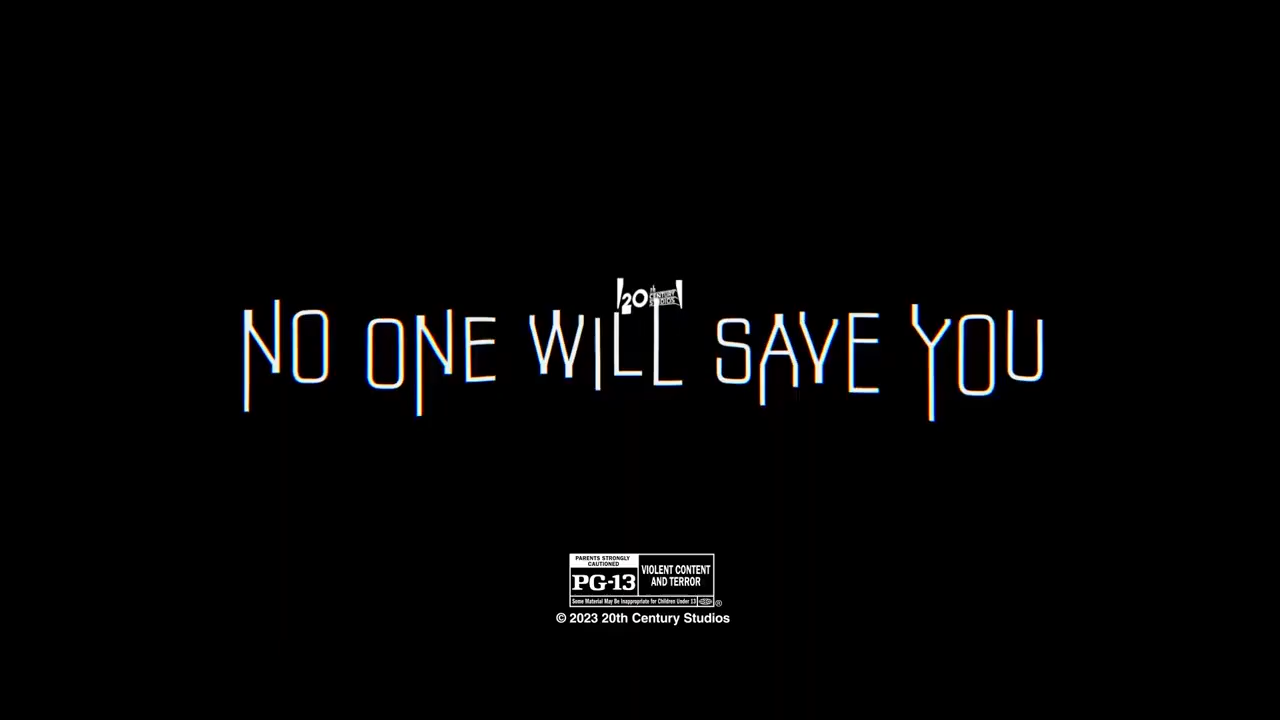 20th CENTURY STUDIOS
NO ONE WILL SAVE YOU
PARENTS STRONGLY CAUTIONED
PG-13
VIOLENT CONTENT
AND TERROR
Some Material May Be Inappropriate for Children Under 13
®
© 2023 20th Century Studios